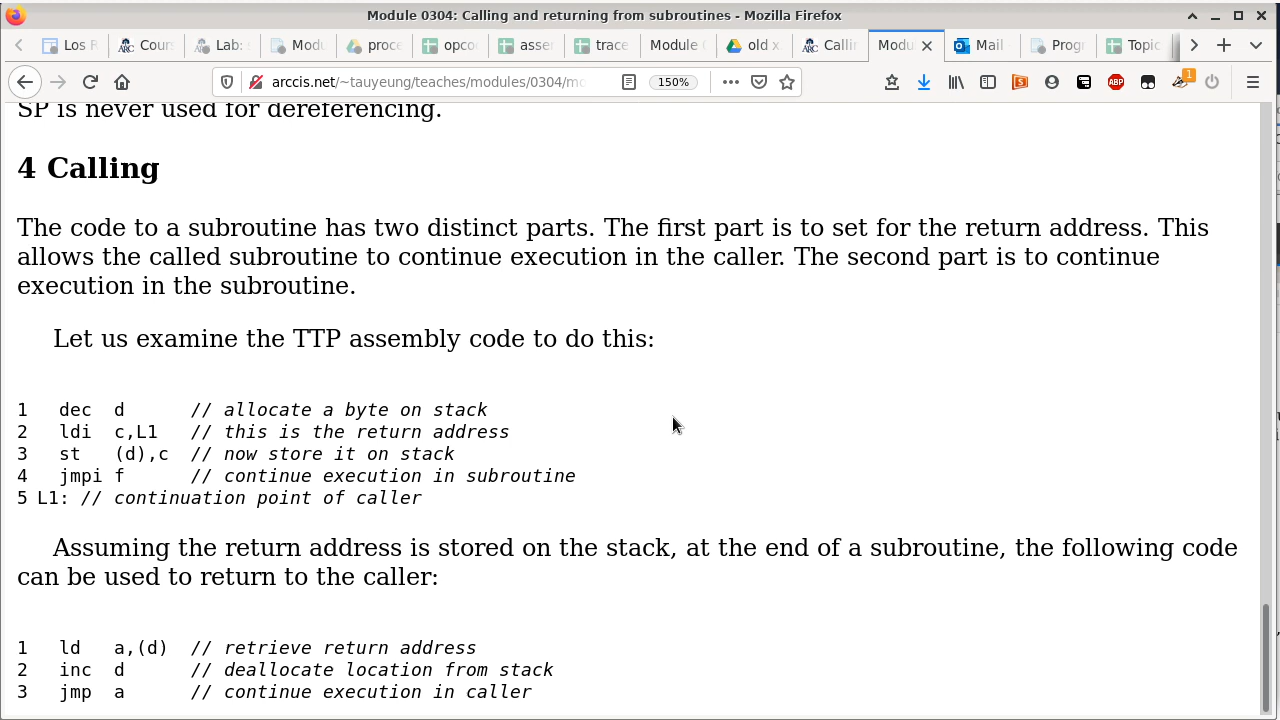 Module 0304: Calling and returning from subroutines - Mozilla Firefox
Los Cour Lab: Modu proce opco asser trace Module old x Callin Modu Mail Progr Topic
arccis.net/~tauyeung/teaches/modules/0304/mo 150% 1
SP is never used for dereferencing.
4 Calling
The code to a subroutine has two distinct parts. The first part is to set for the return address. This
allows the called subroutine to continue execution in the caller. The second part is to continue
execution in the subroutine.
Let us examine the TTP assembly code to do this:
1 dec d // allocate a byte on stack
2 ldi c,L1 // this is the return address
3 st (d),c // now store it on stack
4 jmpi f // continue execution in subroutine
5 L1: // continuation point of caller
Assuming the return address is stored on the stack, at the end of a subroutine, the following code
can be used to return to the caller:
1 ld a,(d) // retrieve return address
2 inc d // deallocate location from stack
3 jmp a // continue execution in caller